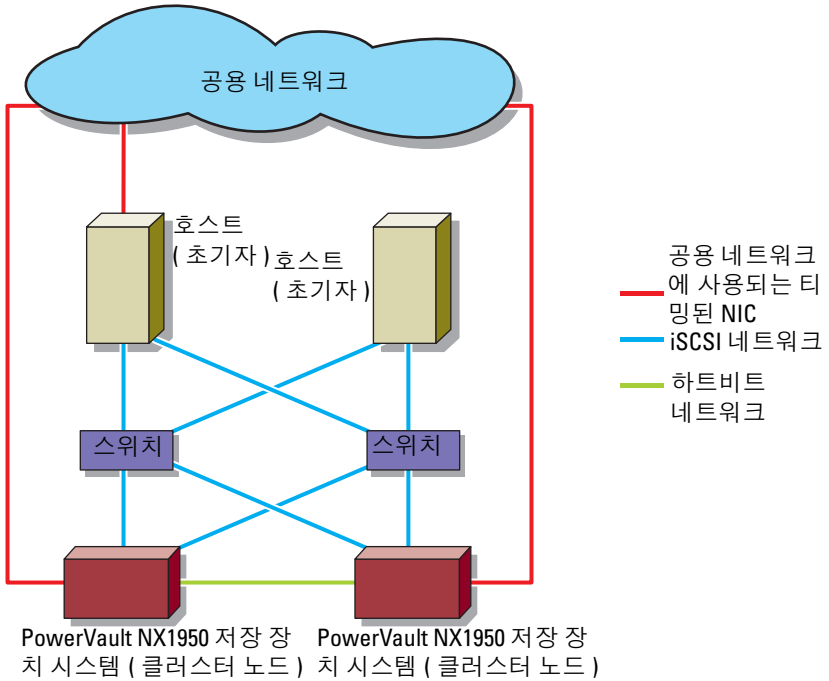 공용 네트워크
호스트
( 초기자 )
호스트
( 초기자 )
공용 네트워크
에 사용되는 티
밍된 NIC
iSCSI 네트워크
하트비트
네트워크
스위치
스위치
PowerVault NX1950 저장 장
치 시스템 ( 클러스터 노드 )
PowerVault NX1950 저장 장
치 시스템 ( 클러스터 노드 )